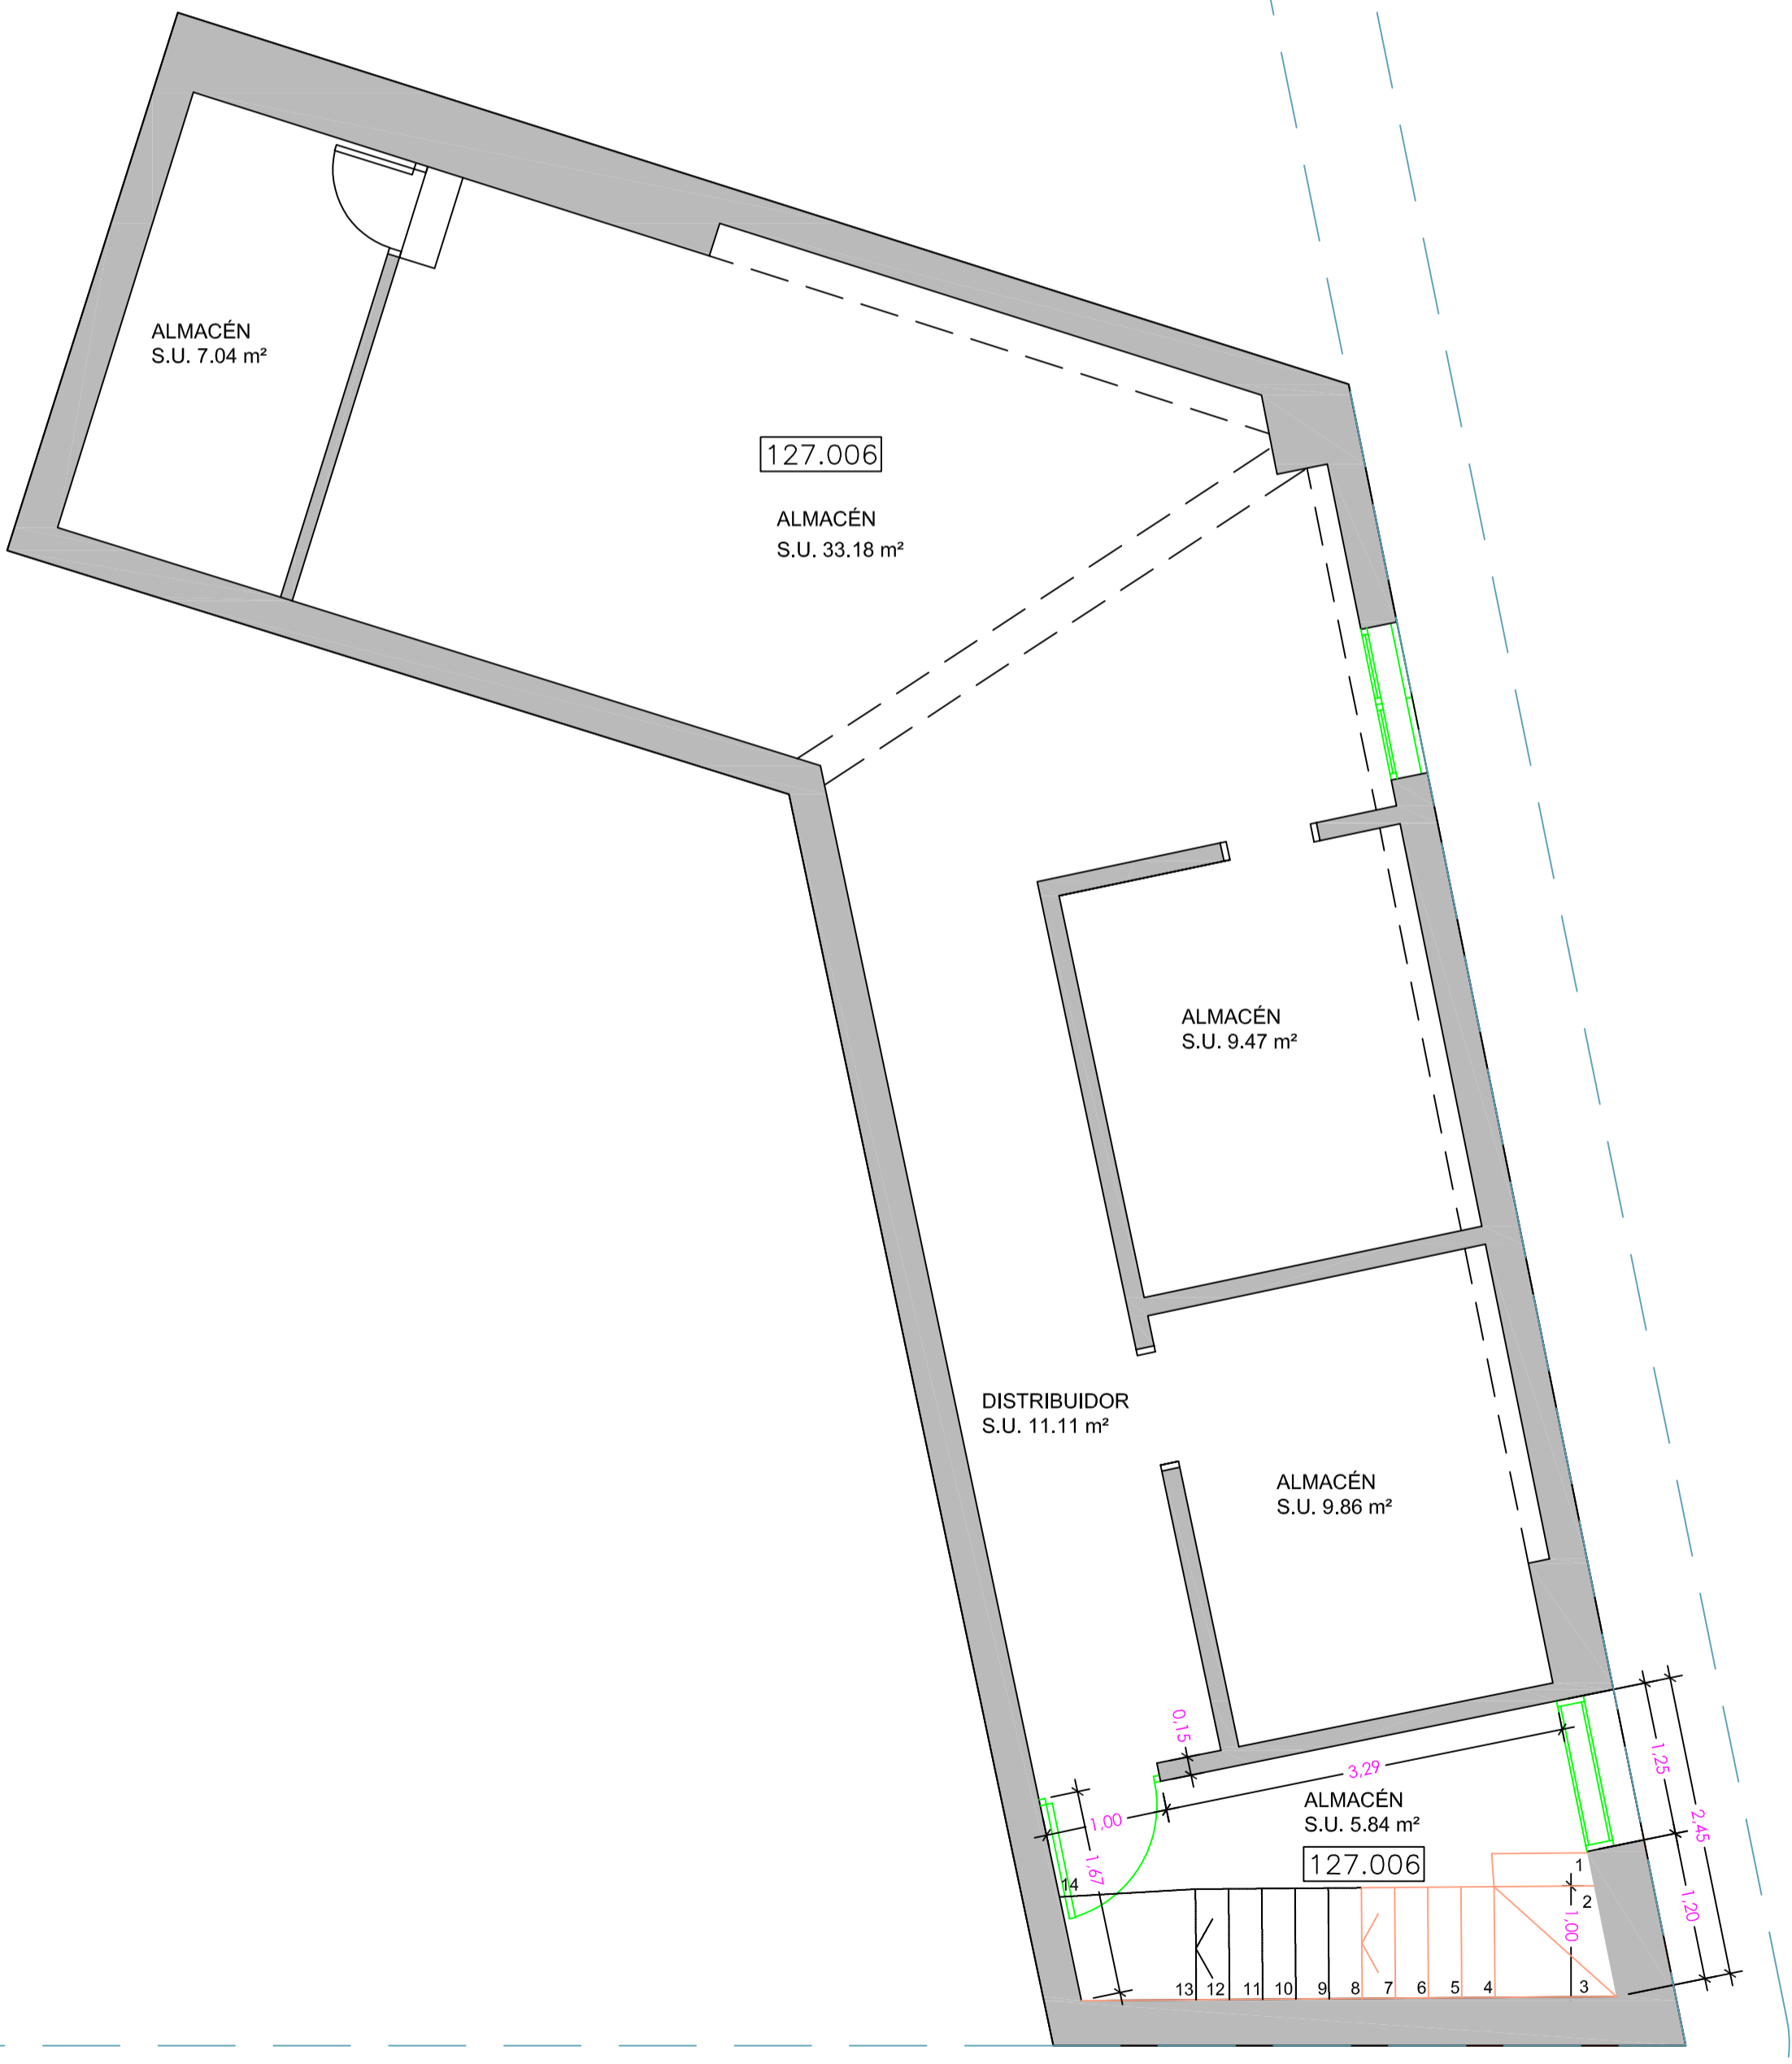 ALMACÉN
S.U. 7.04 m²
127.006
ALMACÉN
S.U. 33.18 m²
ALMACÉN
S.U. 9.47 m²
DISTRIBUIDOR
S.U. 11.11 m²
ALMACÉN
S.U. 9.86 m²
0,15
3,29
1,25
2,45
1,00
1,67
ALMACÉN
S.U. 5.84 m²
127.006
1
14
2
1,00
1,20
13 12 11 10 9 8 7 6 5 4 3